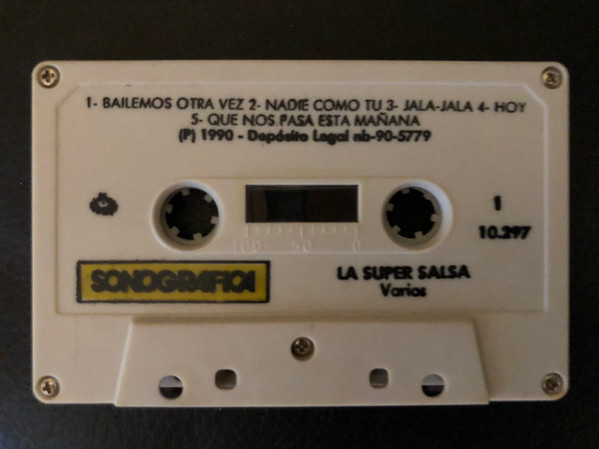 1- BAILEMOS OTRA VEZ 2- NADIE COMO TU 3- JALA-JALA 4- HOY
5- QUE NOS PASA ESTA MAÑANA
(P) 1990 - Depósito Legal nb-90-5779
1
10.297
100 50 0
SONOGRAFICA
LA SUPER SALSA
Varios